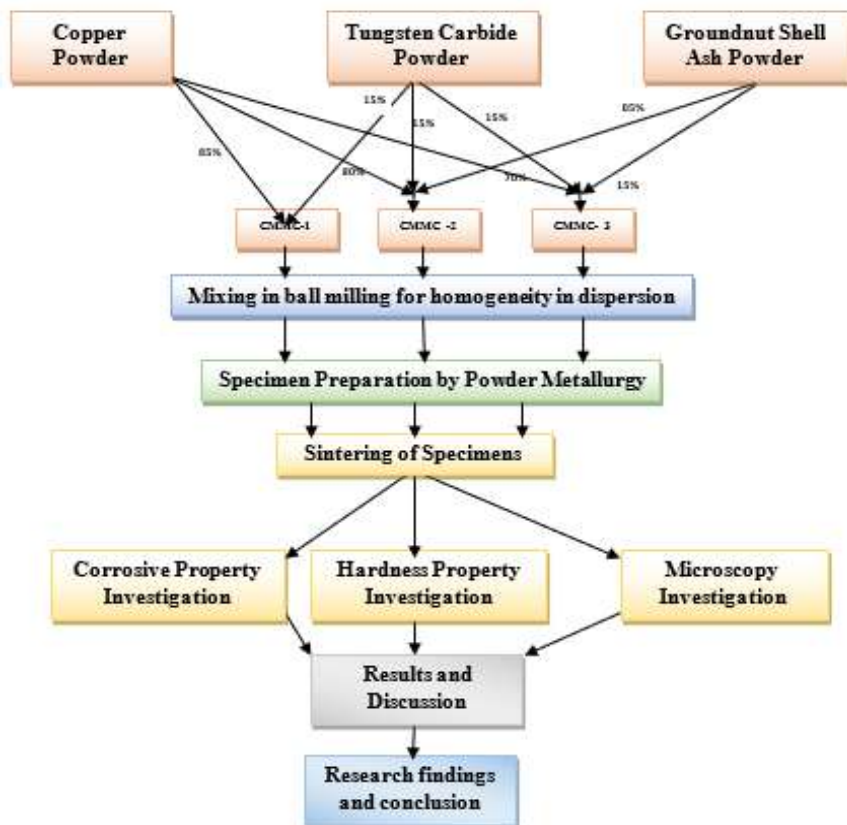 Copper
Powder
Tungsten Carbide
Powder
Groundnut Shell
Ash Powder
15%
15%
15%
05%
85%
80%
70%
15%
CMMC-1
CMMC -2
CMMC- 3
Mixing in ball milling for homogeneity in dispersion
Specimen Preparation by Powder Metallurgy
Sintering of Specimens
Corrosive Property
Investigation
Hardness Property
Investigation
Microscopy
Investigation
Results and
Discussion
Research findings
and conclusion